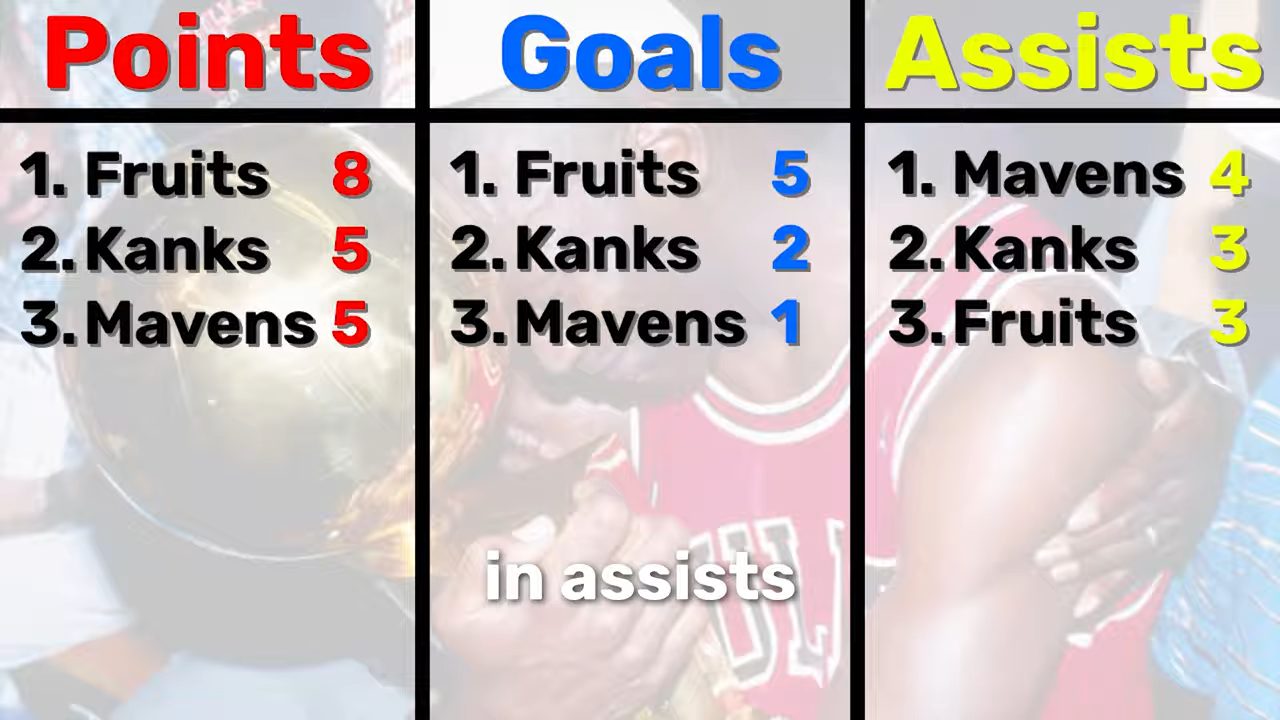 Points
1. Fruits 8
2. Kanks 5
3. Mavens 5
Goals
1. Fruits 5
2. Kanks 2
3. Mavens 1
Assists
1. Mavens 4
2. Kanks 3
3. Fruits 3
in assists